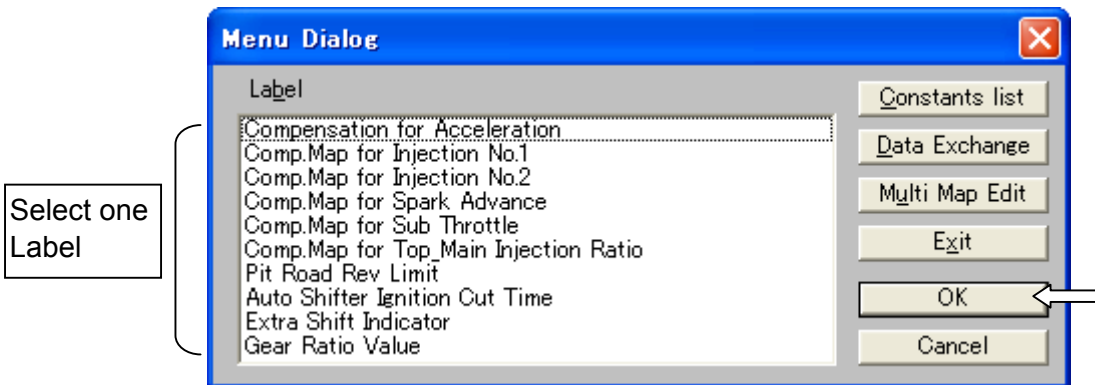 Menu Dialog
Label
Constants list
Compensation for Acceleration
Comp.Map for Injection No.1
Data Exchange
Comp.Map for Injection No.2
Comp.Map for Spark Advance
Multi Map Edit
Select one
Label
Comp.Map for Sub Throttle
Comp.Map for Top_Main Injection Ratio
Exit
Pit Road Rev Limit
Auto Shifter Ignition Cut Time
OK
Extra Shift Indicator
Gear Ratio Value
Cancel